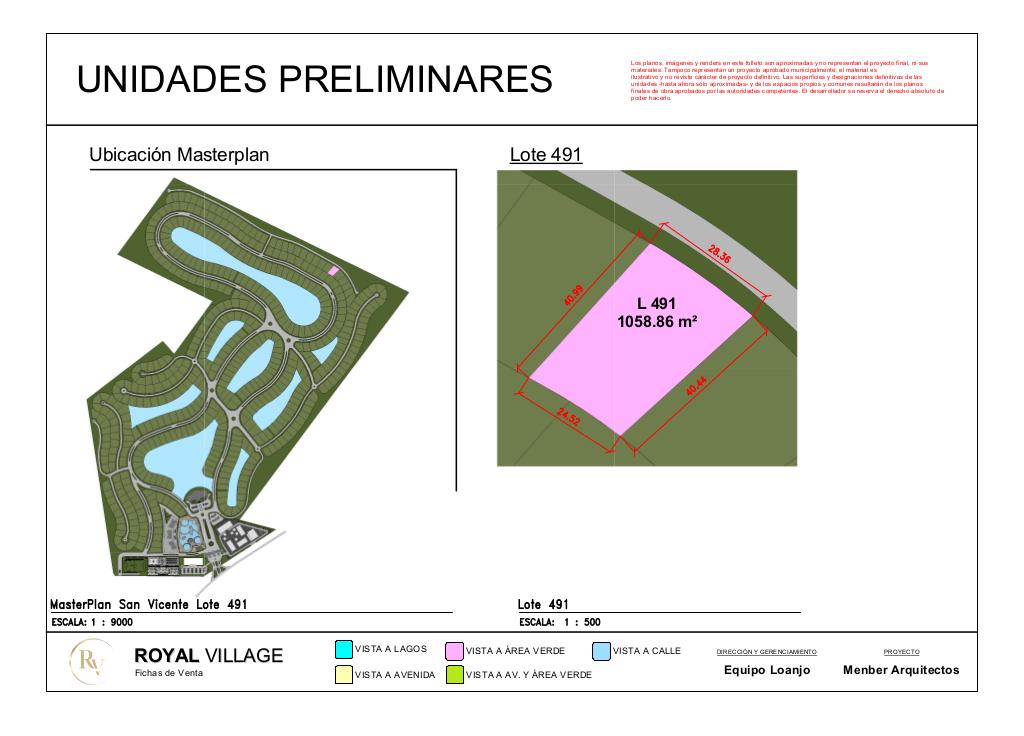 UNIDADES PRELIMINARES
Los planos, imágenes y renders en este folleto son aproximadas y no representan el proyecto final, ni sus
materiales. Tampoco representan un proyecto aprobado municipalmente, el material es
ilustrativo y no reviste carácter de proyecto definitivo. Las superficies y designaciones definitivas de las
unidades -hasta ahora sólo aproximadas- y de los espacios propios y comunes resultarán de los planos
finales de obra aprobados por las autoridades competentes. El desarrollador se reserva el derecho absoluto de
poder hacerlo.
Ubicación Masterplan
Lote 491
28.36
40.99
L 491
1058.86 m²
40.44
24.52
MasterPlan San Vicente Lote 491
ESCALA: 1 : 9000
Lote 491
ESCALA: 1 : 500
RV
ROYAL VILLAGE
Fichas de Venta
VISTA A LAGOS
VISTA A ÁREA VERDE
VISTA A CALLE
VISTA A AVENIDA
VISTA A AV. Y ÁREA VERDE
DIRECCIÓN Y GERENCIAMIENTO
Equipo Loanjo
PROYECTO
Menber Arquitectos